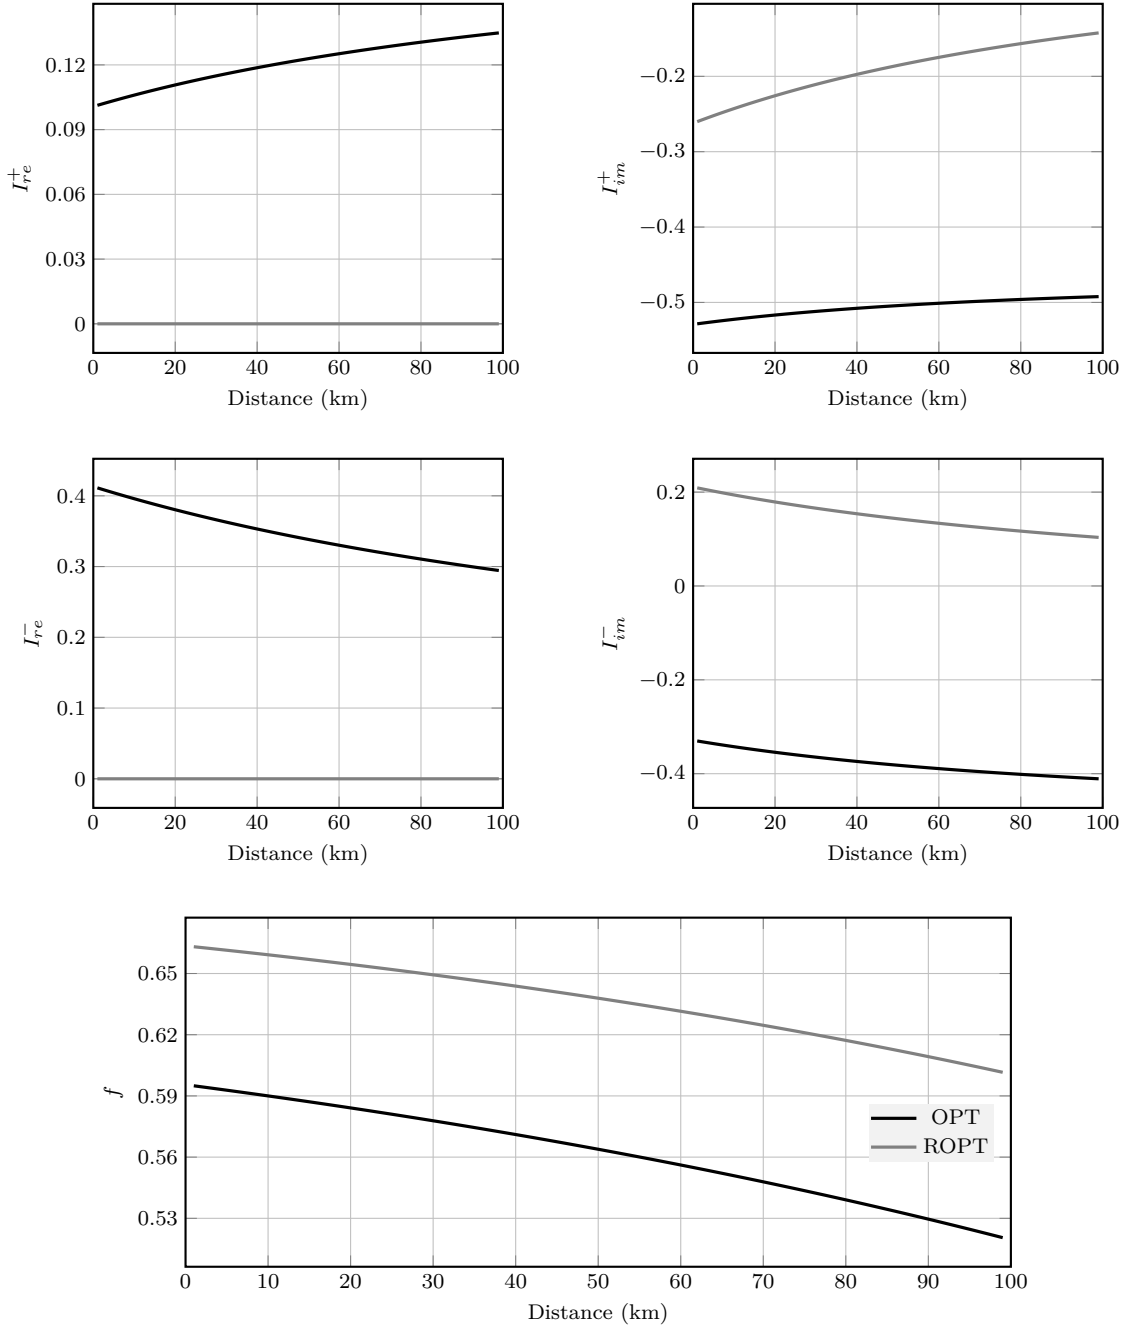 0.12
0.09
0.06
0.03
0
I_{re}^{+}
0 20 40 60 80 100
Distance (km)
−0.2
−0.3
−0.4
−0.5
I_{im}^{+}
0 20 40 60 80 100
Distance (km)
0.4
0.3
0.2
0.1
0
I_{re}^{−}
0 20 40 60 80 100
Distance (km)
0.2
0
−0.2
−0.4
I_{im}^{−}
0 20 40 60 80 100
Distance (km)
0.65
0.62
0.59
0.56
0.53
f
OPT
ROPT
0 10 20 30 40 50 60 70 80 90 100
Distance (km)